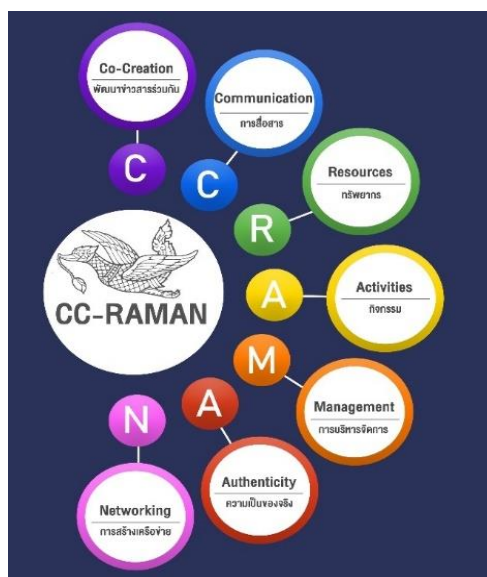 Co-Creation
พัฒนาข่าวสารร่วมกัน
C
Communication
การสื่อสาร
C
Resources
ทรัพยากร
R
Activities
กิจกรรม
A
CC-RAMAN
Management
การบริหารจัดการ
M
Authenticity
ความเป็นของจริง
A
Networking
การสร้างเครือข่าย
N